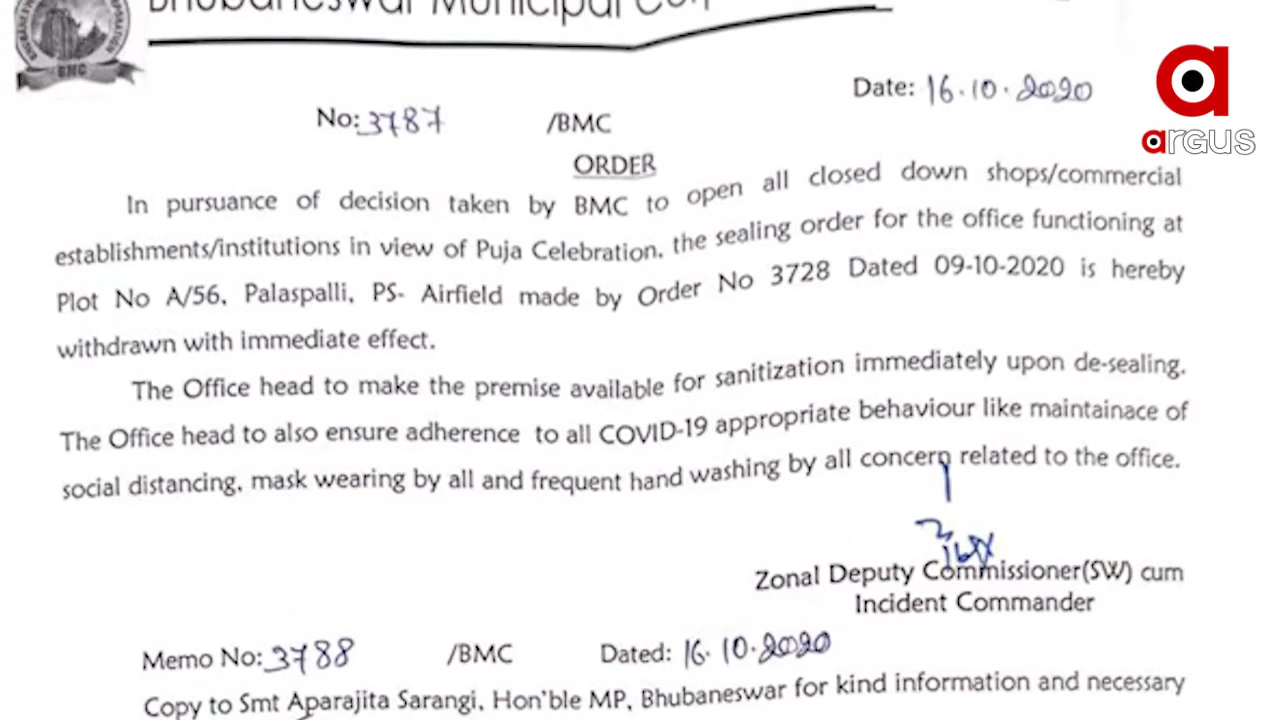 Bhubaneswar Municipal Corp
BMC
argus
Date: 16.10.2020
No: 3787 /BMC
ORDER
In pursuance of decision taken by BMC to open all closed down shops/commercial
establishments/institutions in view of Puja Celebration, the sealing order for the office functioning at
Plot No A/56, Palaspalli, PS- Airfield made by Order No 3728 Dated 09-10-2020 is hereby
withdrawn with immediate effect.
The Office head to make the premise available for sanitization immediately upon de-sealing.
The Office head to also ensure adherence to all COVID-19 appropriate behaviour like maintainace of
social distancing, mask wearing by all and frequent hand washing by all concern related to the office.
Zonal Deputy Commissioner(SW) cum
Incident Commander
Memo No: 3788 /BMC Dated: 16.10.2020
Copy to Smt Aparajita Sarangi, Hon'ble MP, Bhubaneswar for kind information and necessary